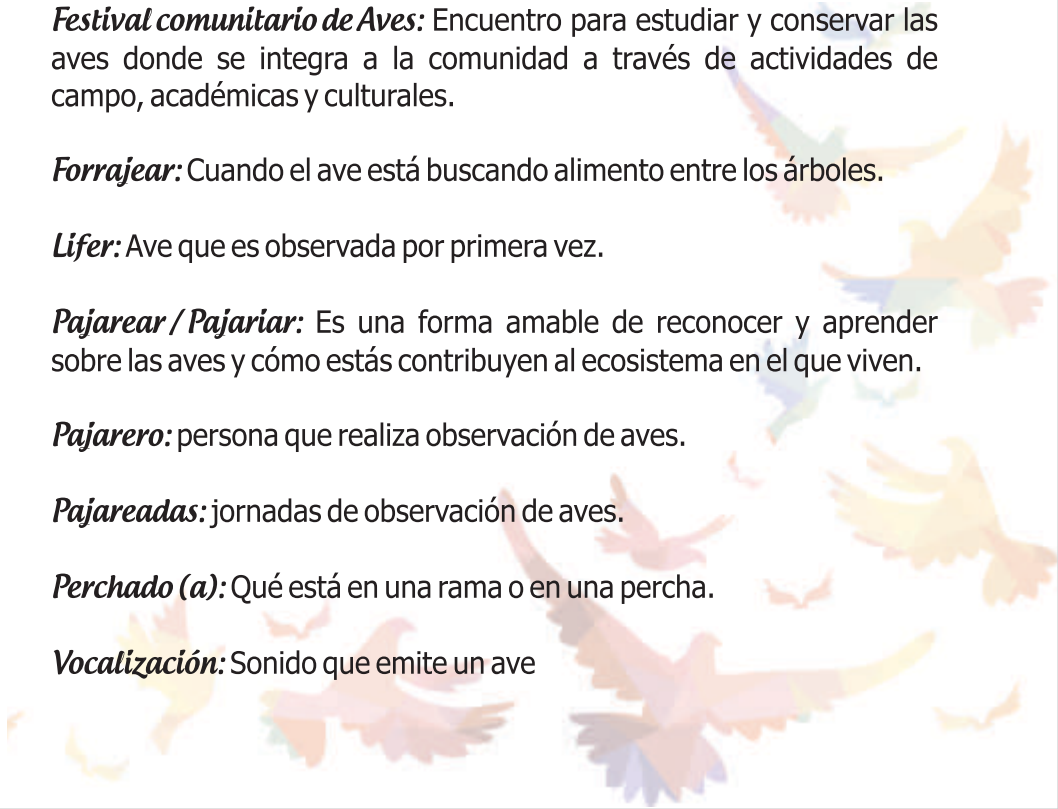 Festival comunitario de Aves: Encuentro para estudiar y conservar las
aves donde se integra a la comunidad a través de actividades de
campo, académicas y culturales.
Forrajear: Cuando el ave está buscando alimento entre los árboles.
Lifer: Ave que es observada por primera vez.
Pajarear / Pajariar: Es una forma amable de reconocer y aprender
sobre las aves y cómo estás contribuyen al ecosistema en el que viven.
Pajarero: persona que realiza observación de aves.
Pajareadas: jornadas de observación de aves.
Perchado (a): Qué está en una rama o en una percha.
Vocalización: Sonido que emite un ave